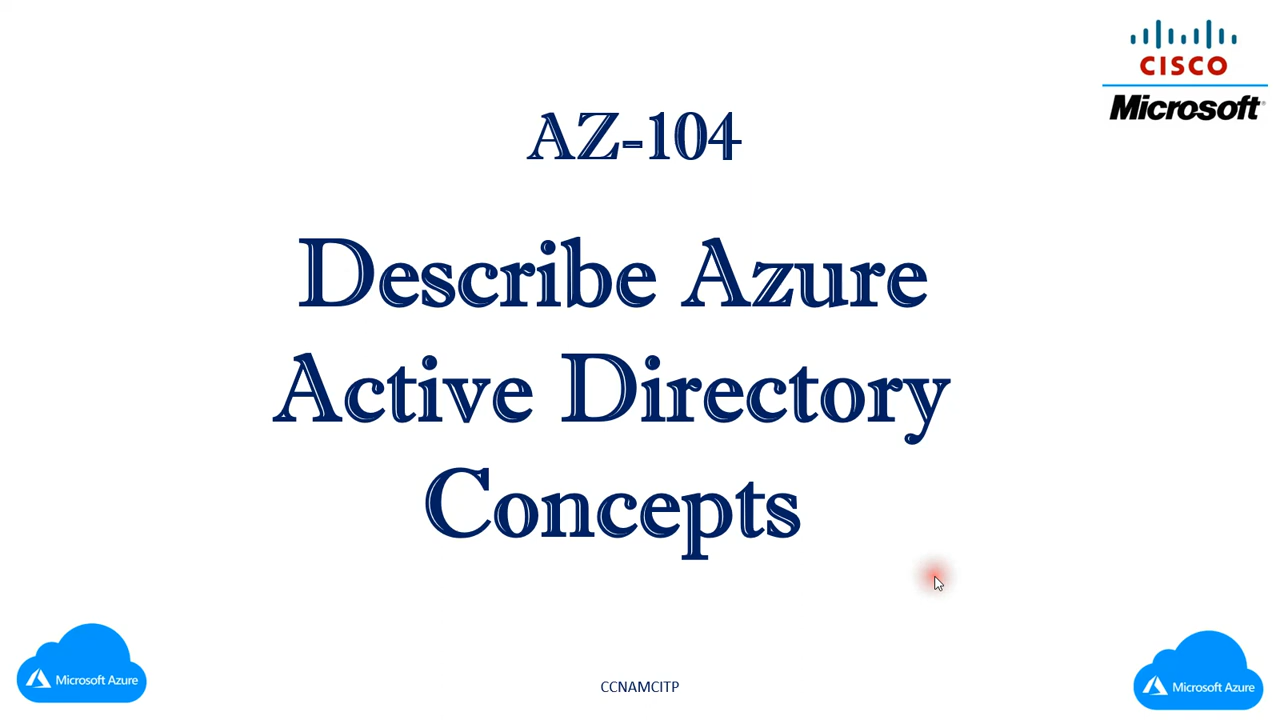 CISCO
Microsoft
AZ-104
Describe Azure
Active Directory
Concepts
Microsoft Azure
CCNAMCITP
Microsoft Azure